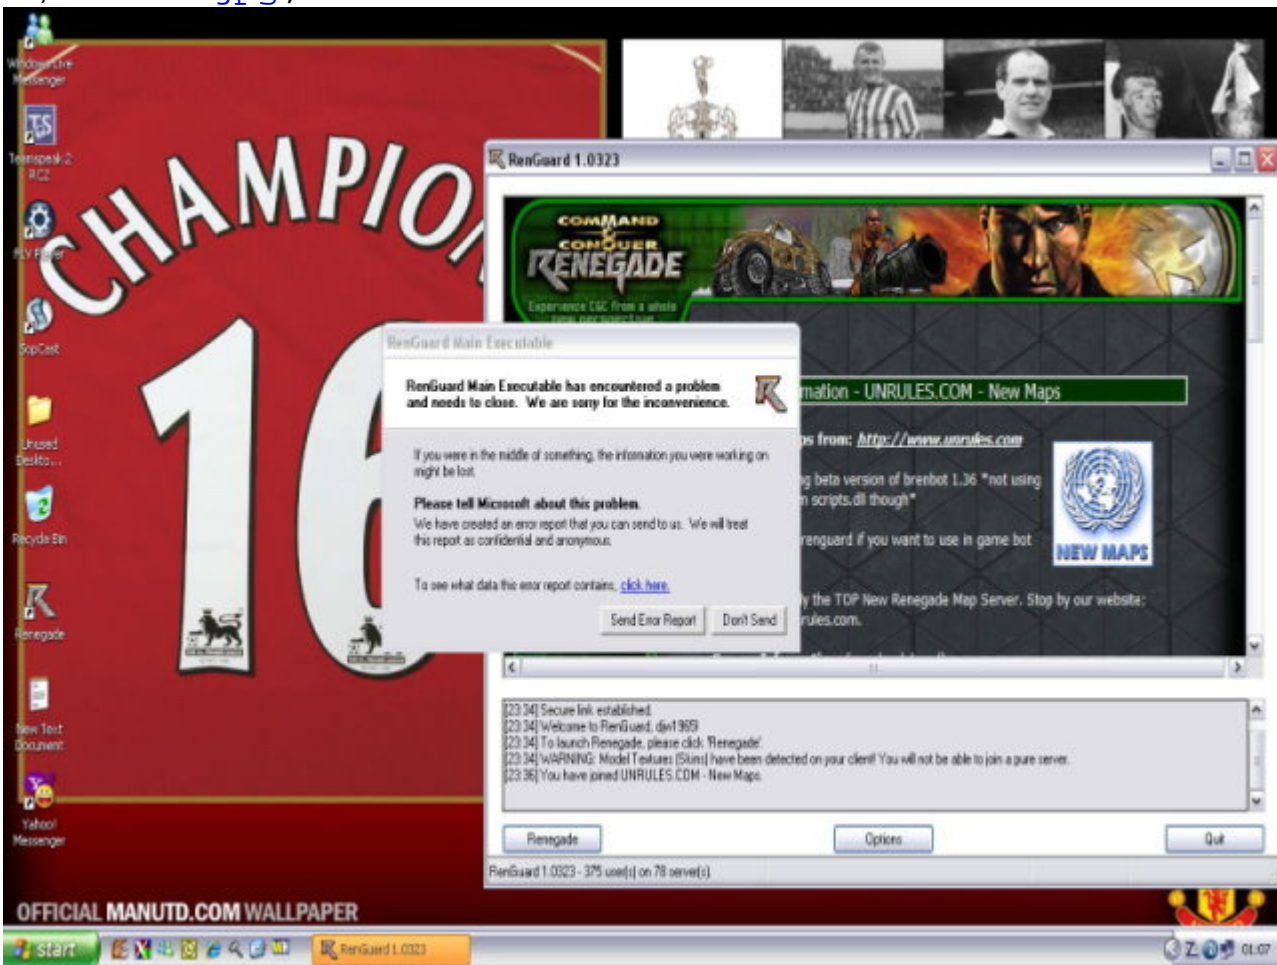 Windows Live
Messenger
Teamspeak 2
RC2
FLV Player
SopCast
Unused
Deskto...
Recycle Bin
Renegade
New Text
Document
Yahoo!
Messenger
CHAMPION
16
RenGuard 1.0323
COMMAND
&
CONQUER
RENEGADE
Experience C&C from a whole
new perspective
mation - UNRULES.COM - New Maps
ps from: http://www.unrules.com
g beta version of brenbot 1.36 *not using
n scripts.dll though*
renguard if you want to use in game bot
NEW MAPS
ly the TOP New Renegade Map Server. Stop by our website:
rules.com.
RenGuard Main Executable
RenGuard Main Executable has encountered a problem
and needs to close. We are sorry for the inconvenience.
If you were in the middle of something, the information you were working on
might be lost.
Please tell Microsoft about this problem.
We have created an error report that you can send to us. We will treat
this report as confidential and anonymous.
To see what data this error report contains, click here.
Send Error Report
Don't Send
[23:34] Secure link established.
[23:34] Welcome to RenGuard, djw1965!
[23:34] To launch Renegade, please click 'Renegade'.
[23:34] WARNING: Model Textures (Skins) have been detected on your client! You will not be able to join a pure server.
[23:36] You have joined UNRULES.COM - New Maps.
Renegade
Options
Quit
RenGuard 1.0323 - 375 user(s) on 78 server(s).
OFFICIAL MANUTD.COM WALLPAPER
start
RenGuard 1.0323
01:07